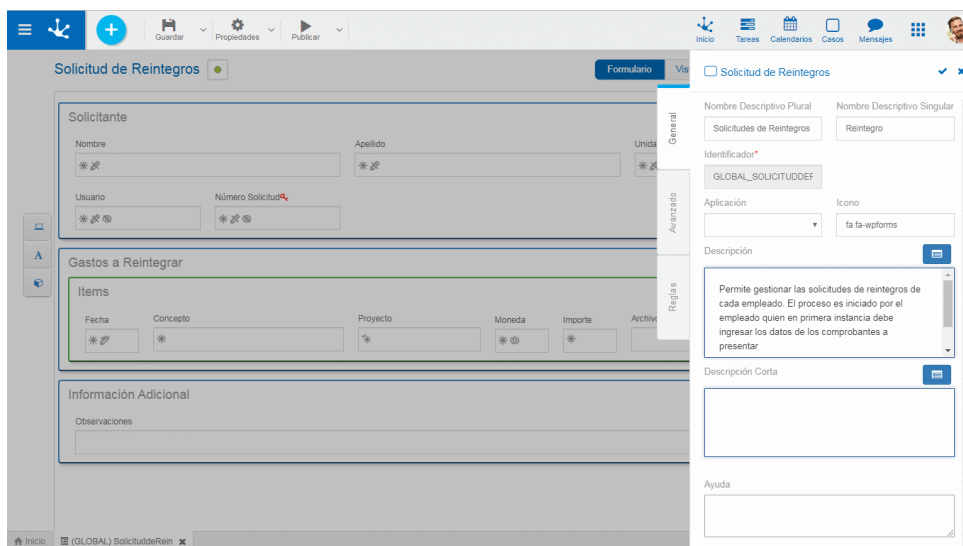 Guardar
Propiedades
Publicar
Inicio
Tareas
Calendarios
Casos
Mensajes
Solicitud de Reintegros
Formulario
Solicitante
Nombre
Apellido
Usuario
Número Solicitud
Gastos a Reintegrar
Items
Fecha
Concepto
Proyecto
Moneda
Importe
Información Adicional
Observaciones
Inicio
(GLOBAL) SolicituddeRein
General
Avanzado
Reglas
Solicitud de Reintegros
Nombre Descriptivo Plural
Nombre Descriptivo Singular
Solicitudes de Reintegros
Reintegro
Identificador*
GLOBAL_SOLICITUDDEF
Aplicación
Icono
fa fa-wpforms
Descripción
Permite gestionar las solicitudes de reintegros de
cada empleado. El proceso es iniciado por el
empleado quien en primera instancia debe
ingresar los datos de los comprobantes a
presentar
Descripción Corta
Ayuda